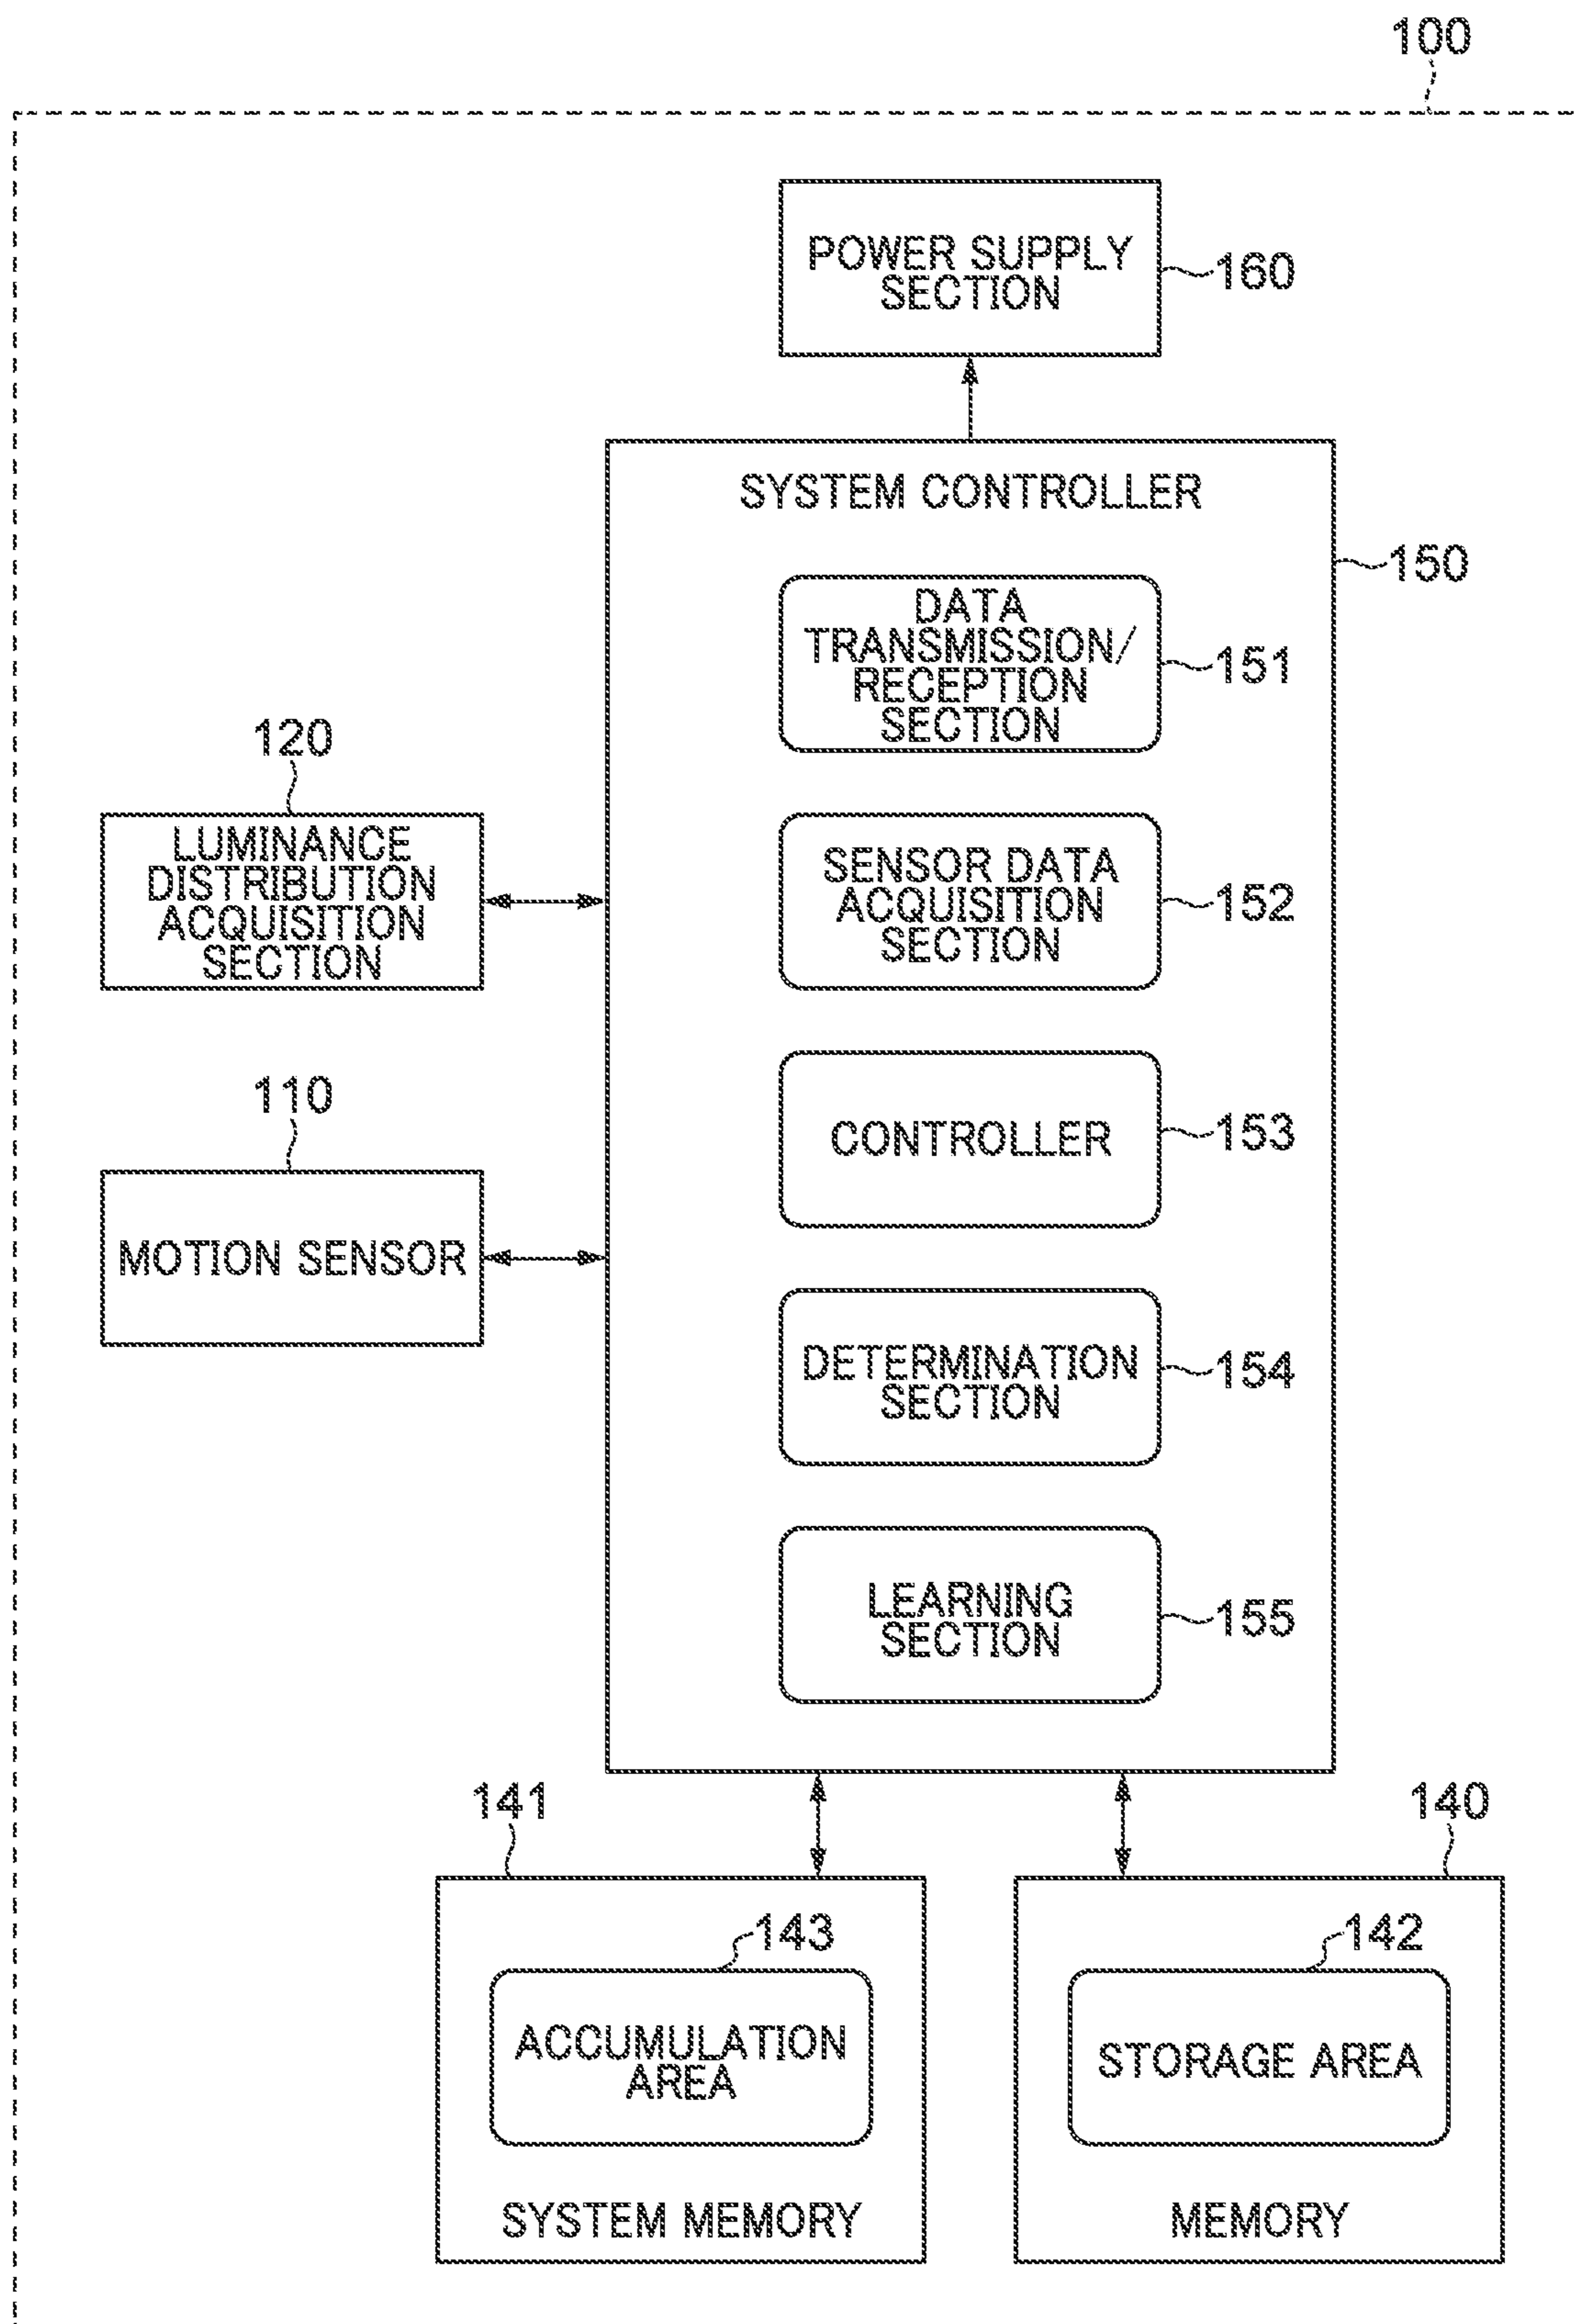 100
POWER SUPPLY
SECTION
160
SYSTEM CONTROLLER
150
DATA
TRANSMISSION/
RECEPTION
SECTION
151
120
LUMINANCE
DISTRIBUTION
ACQUISITION
SECTION
SENSOR DATA
ACQUISITION
SECTION
152
110
MOTION SENSOR
CONTROLLER
153
DETERMINATION
SECTION
154
LEARNING
SECTION
155
141
143
ACCUMULATION
AREA
SYSTEM MEMORY
140
142
STORAGE AREA
MEMORY